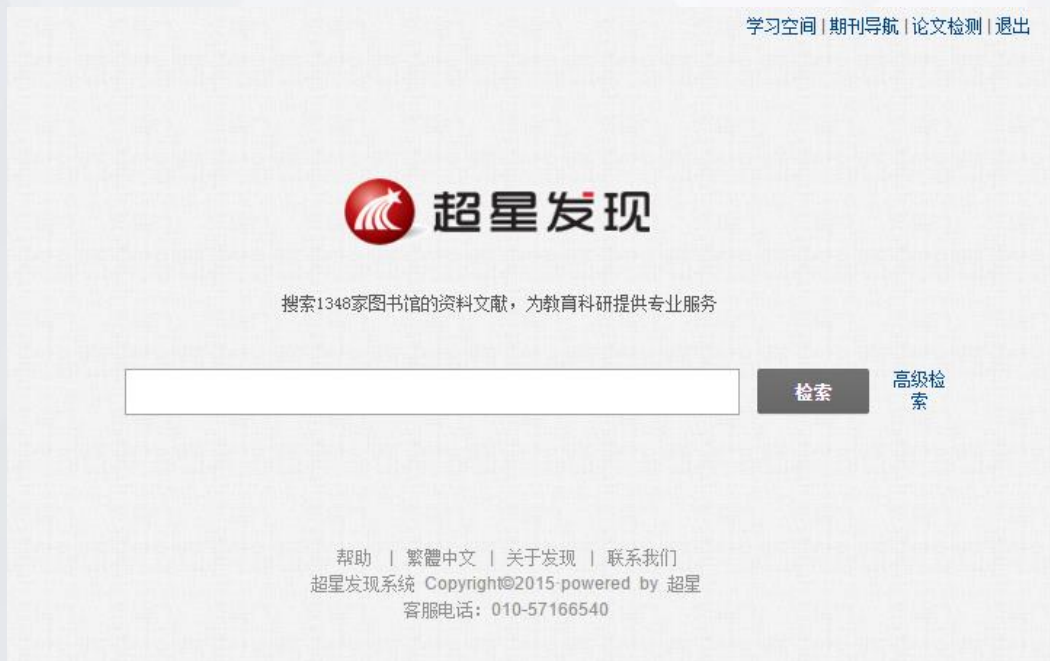 学习空间 | 期刊导航 | 论文检测 | 退出
超星发现
搜索1348家图书馆的资料文献，为教育科研提供专业服务
检索
高级检
索
帮助 | 繁體中文 | 关于发现 | 联系我们
超星发现系统 Copyright©2015·powered by 超星
客服电话：010-57166540